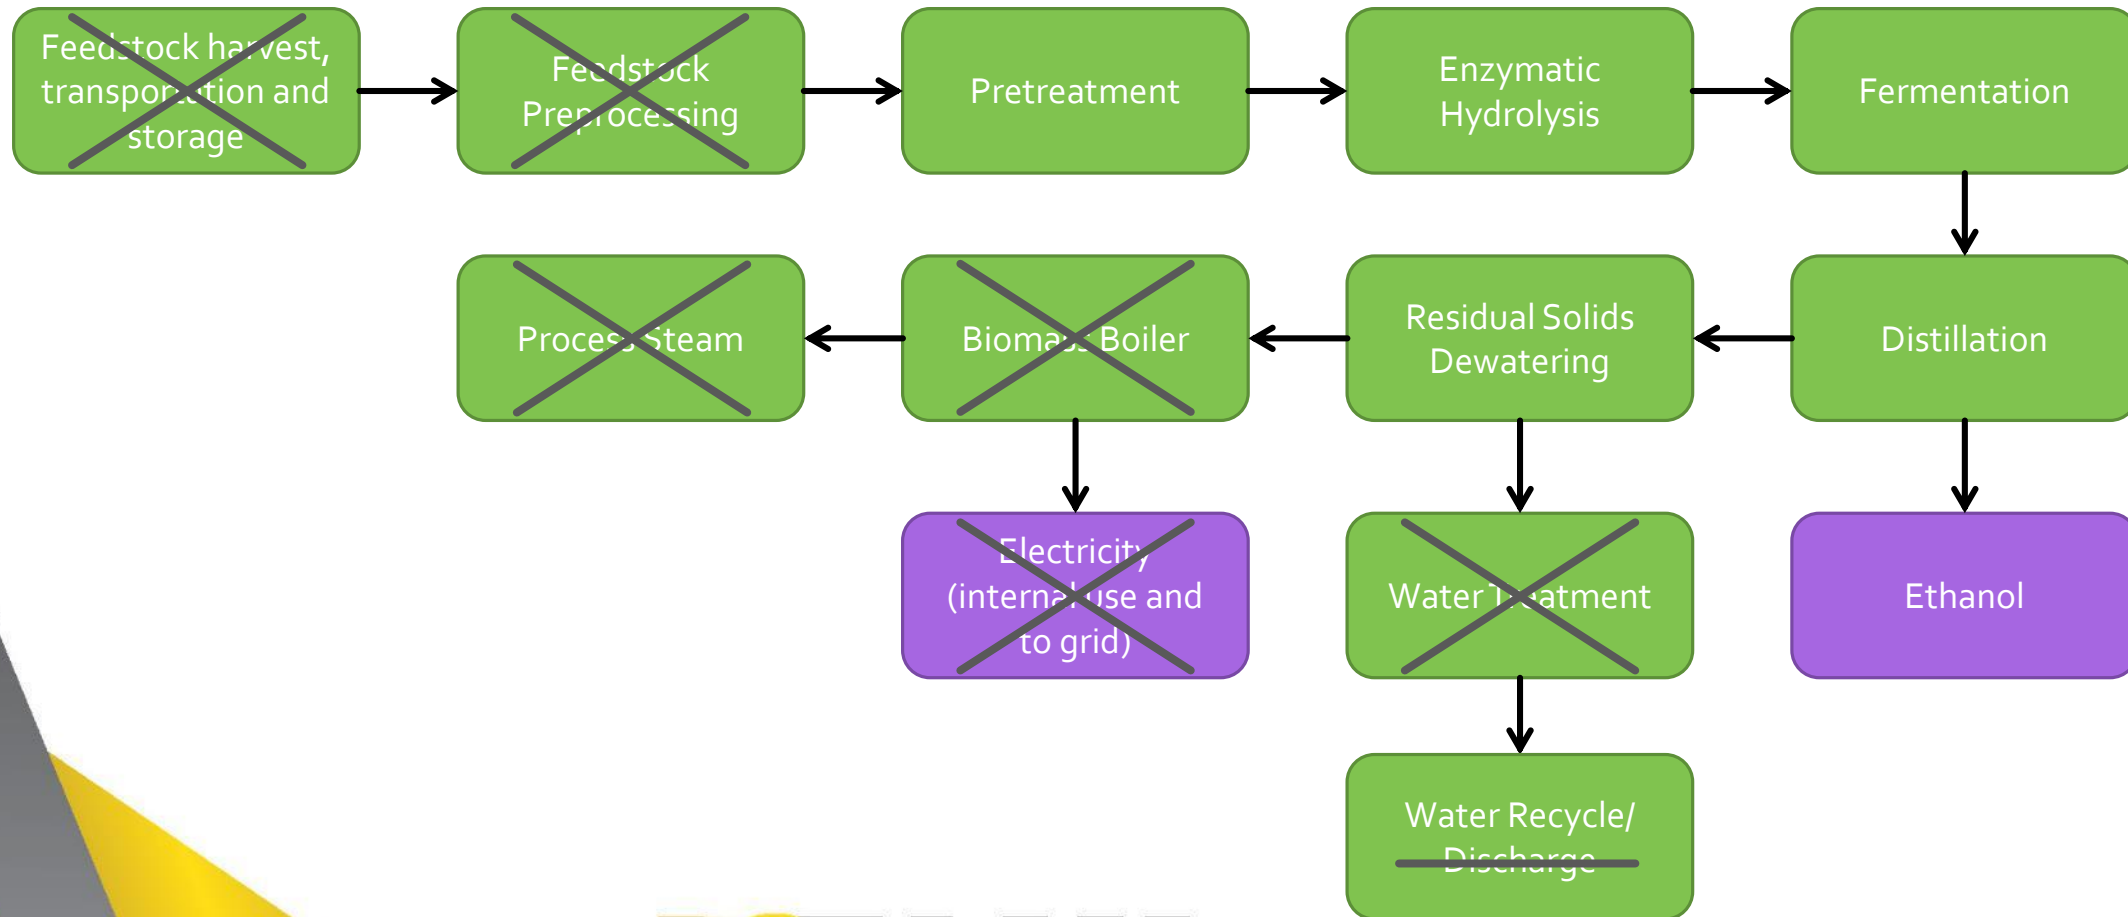 Feedstock harvest,
transportation and
storage
Feedstock
Preprocessing
Pretreatment
Enzymatic
Hydrolysis
Fermentation
Process Steam
Biomass Boiler
Residual Solids
Dewatering
Distillation
Electricity
(internal use and
to grid)
Water Treatment
Ethanol
Water Recycle/
Discharge